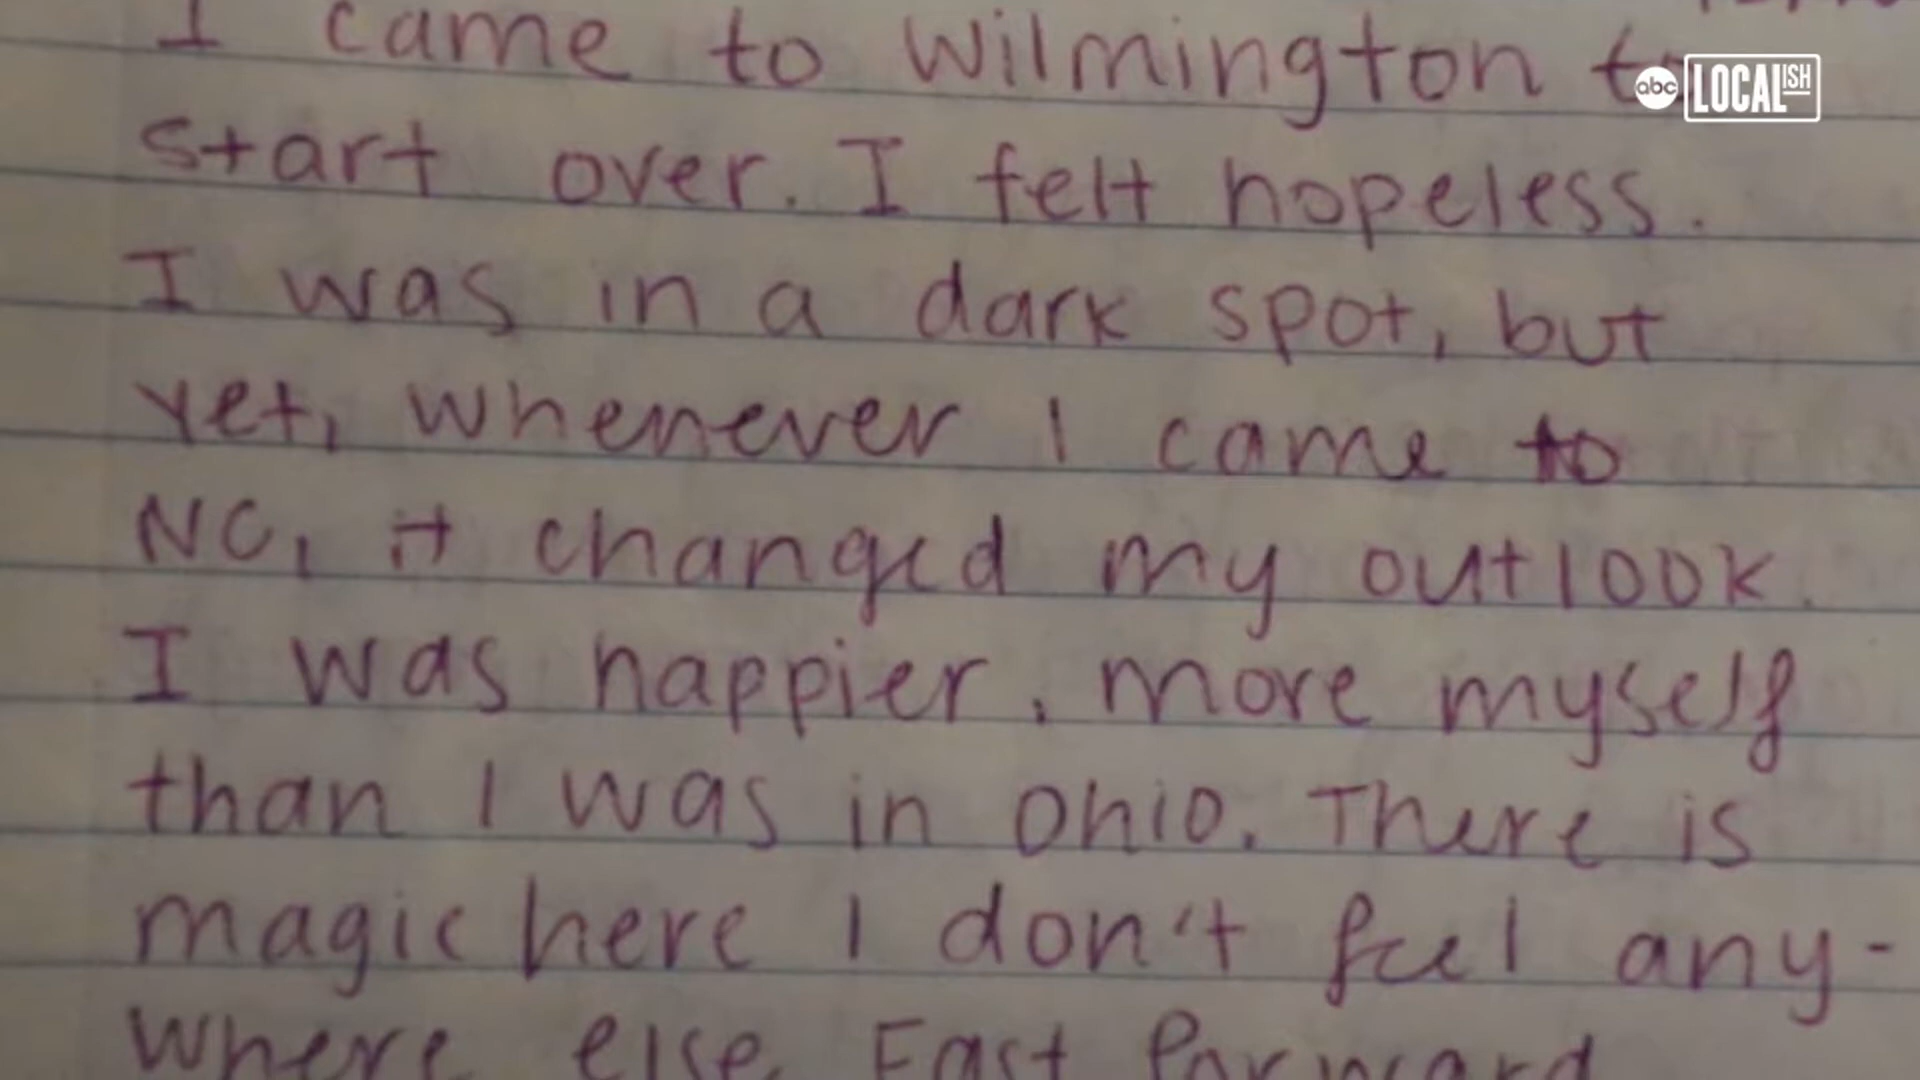 I came to Wilmington to
abc LOCALISH
start over. I felt hopeless.
I was in a dark spot, but
yet, whenever I came to
NC, it changed my outlook.
I was happier, more myself
than I was in Ohio. There is
magic here I don't feel any-
where else. Fast forward